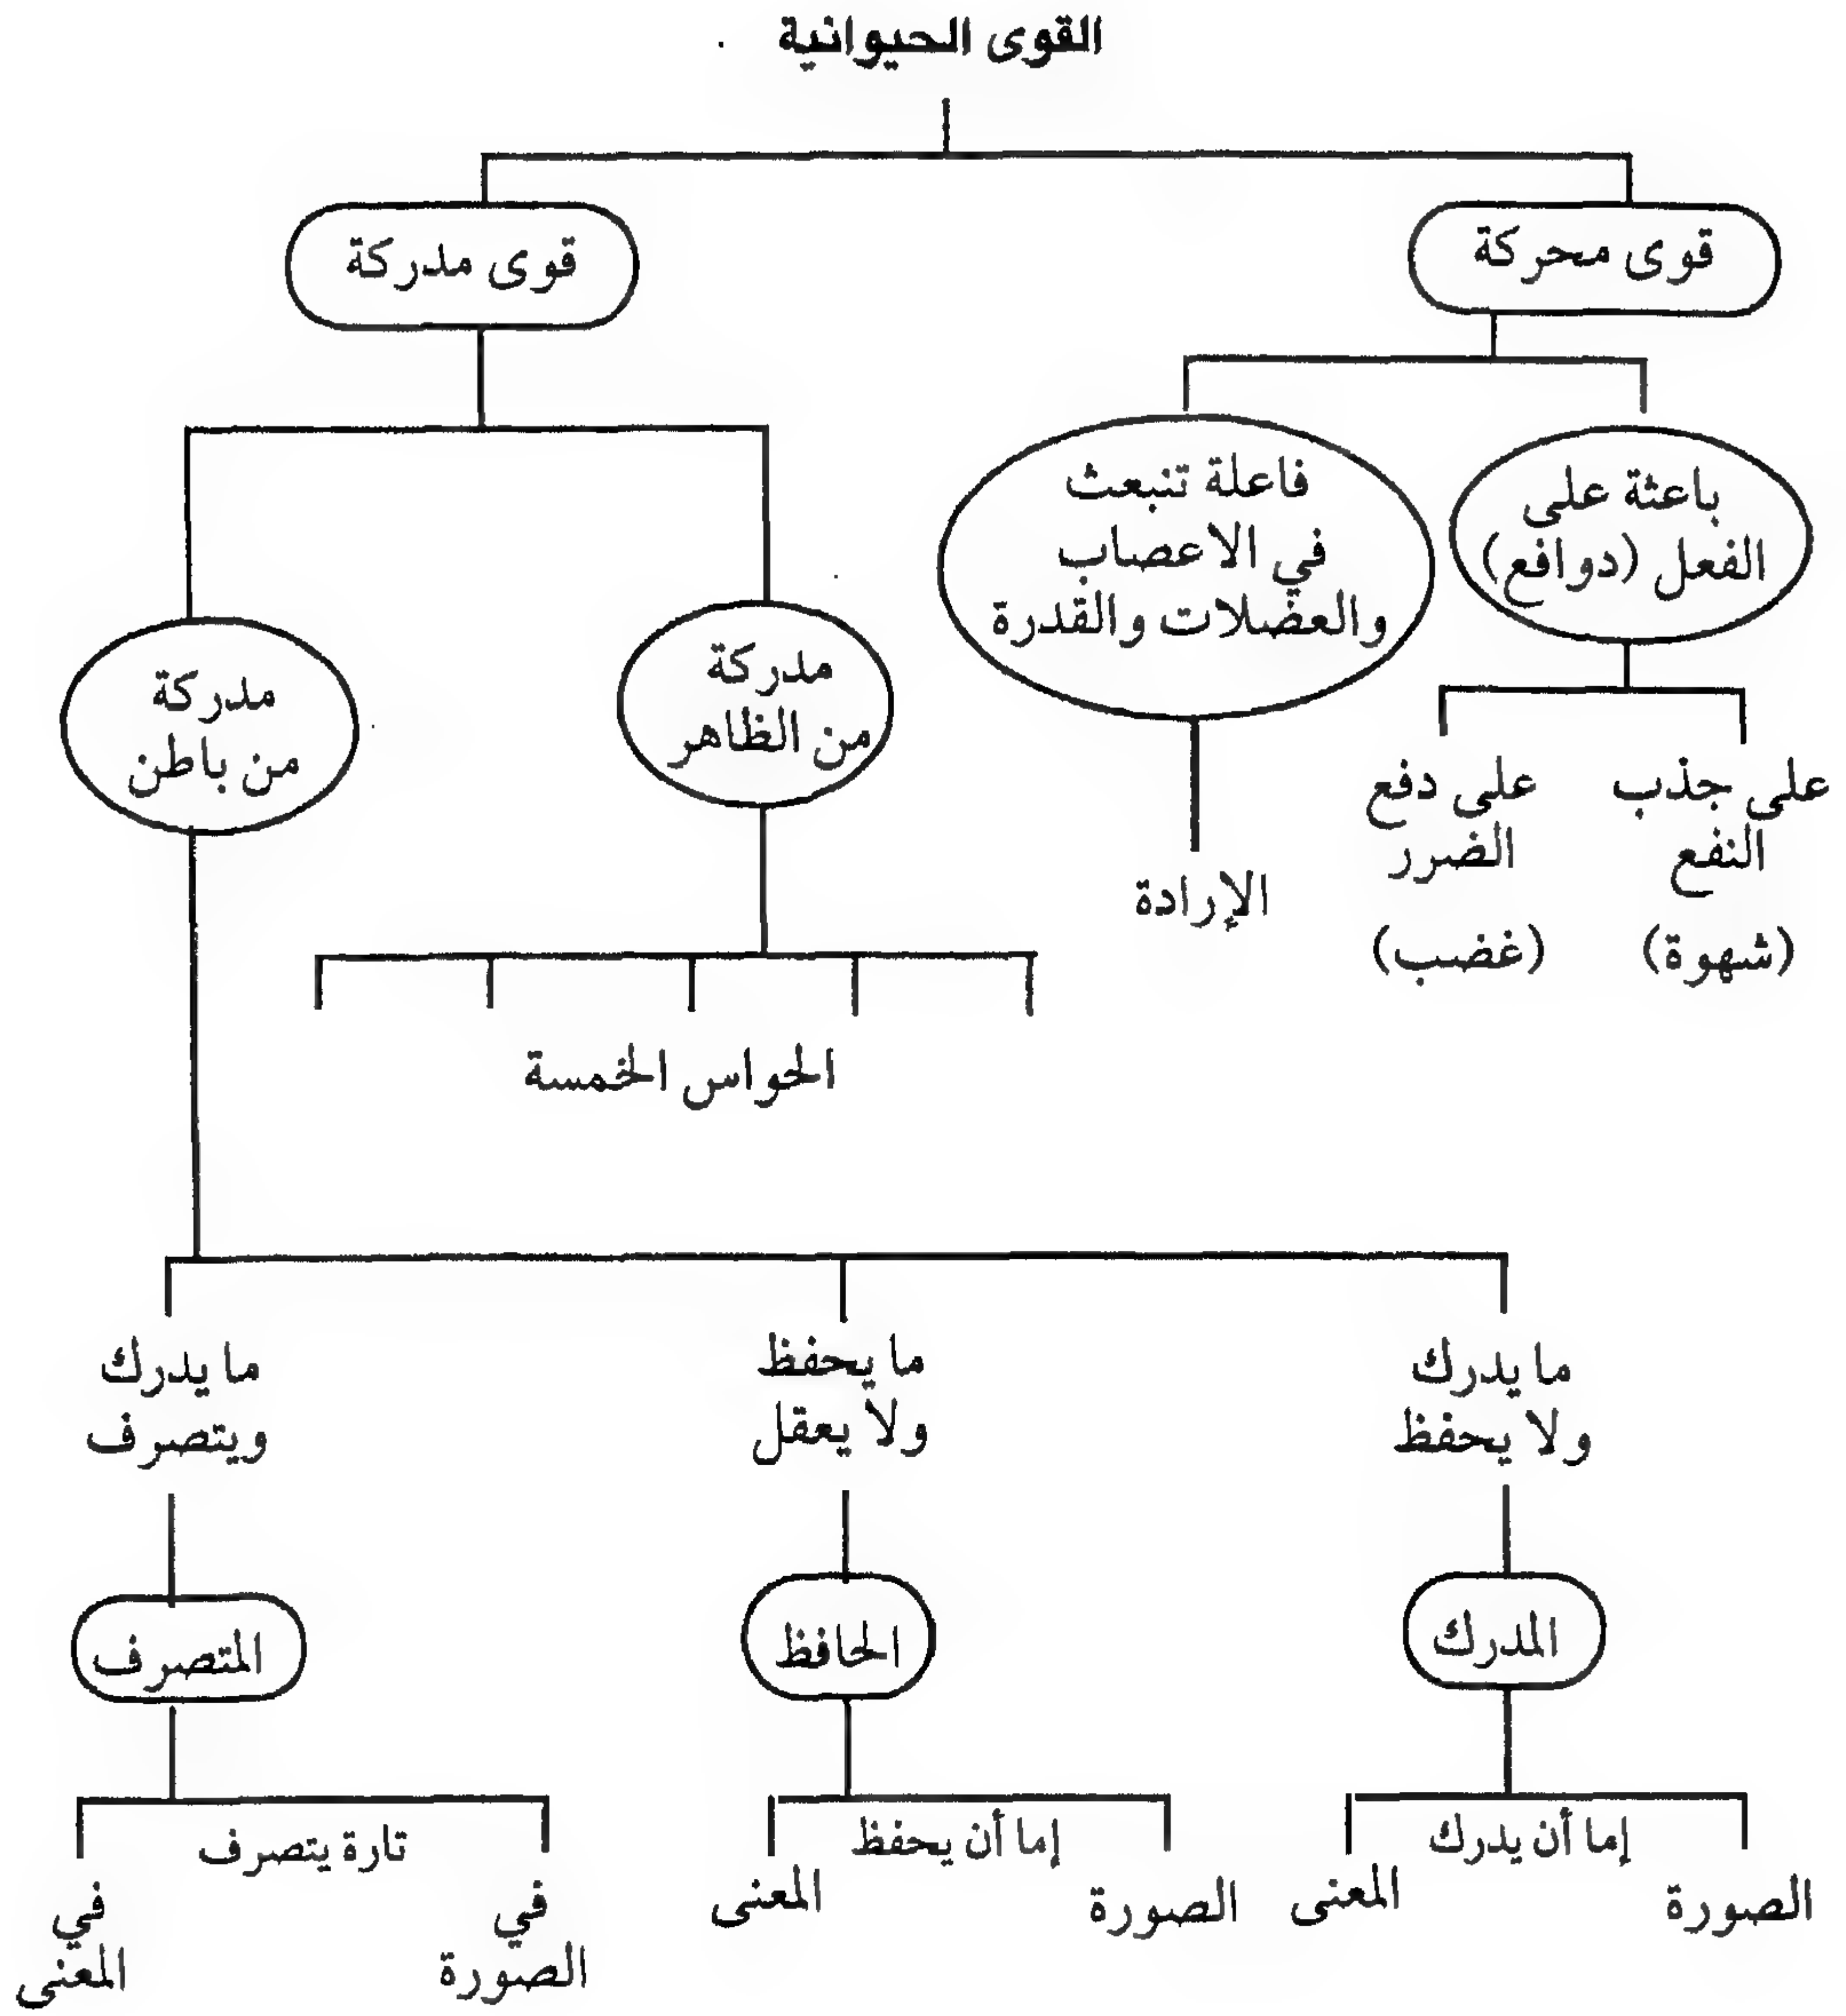 القوى الحيوانية
قوى محركة
قوى مدركة
باعثة على
الفعل (دوافع)
فاعلة تنبعث
في الاعصاب
والعضلات والقدرة
على جذب
النفع
(شهوة)
على دفع
الضرر
(غضب)
الإرادة
مدركة
من الظاهر
مدركة
من باطن
الحواس الخمسة
ما يدرك
ولا يحفظ
ما يحفظ
ولا يعقل
ما يدرك
ويتصرف
المدرك
الحافظ
المتصرف
إما أن يدرك
الصورة
المعنى
إما أن يحفظ
الصورة
المعنى
تارة يتصرف
في
الصورة
في
المعنى